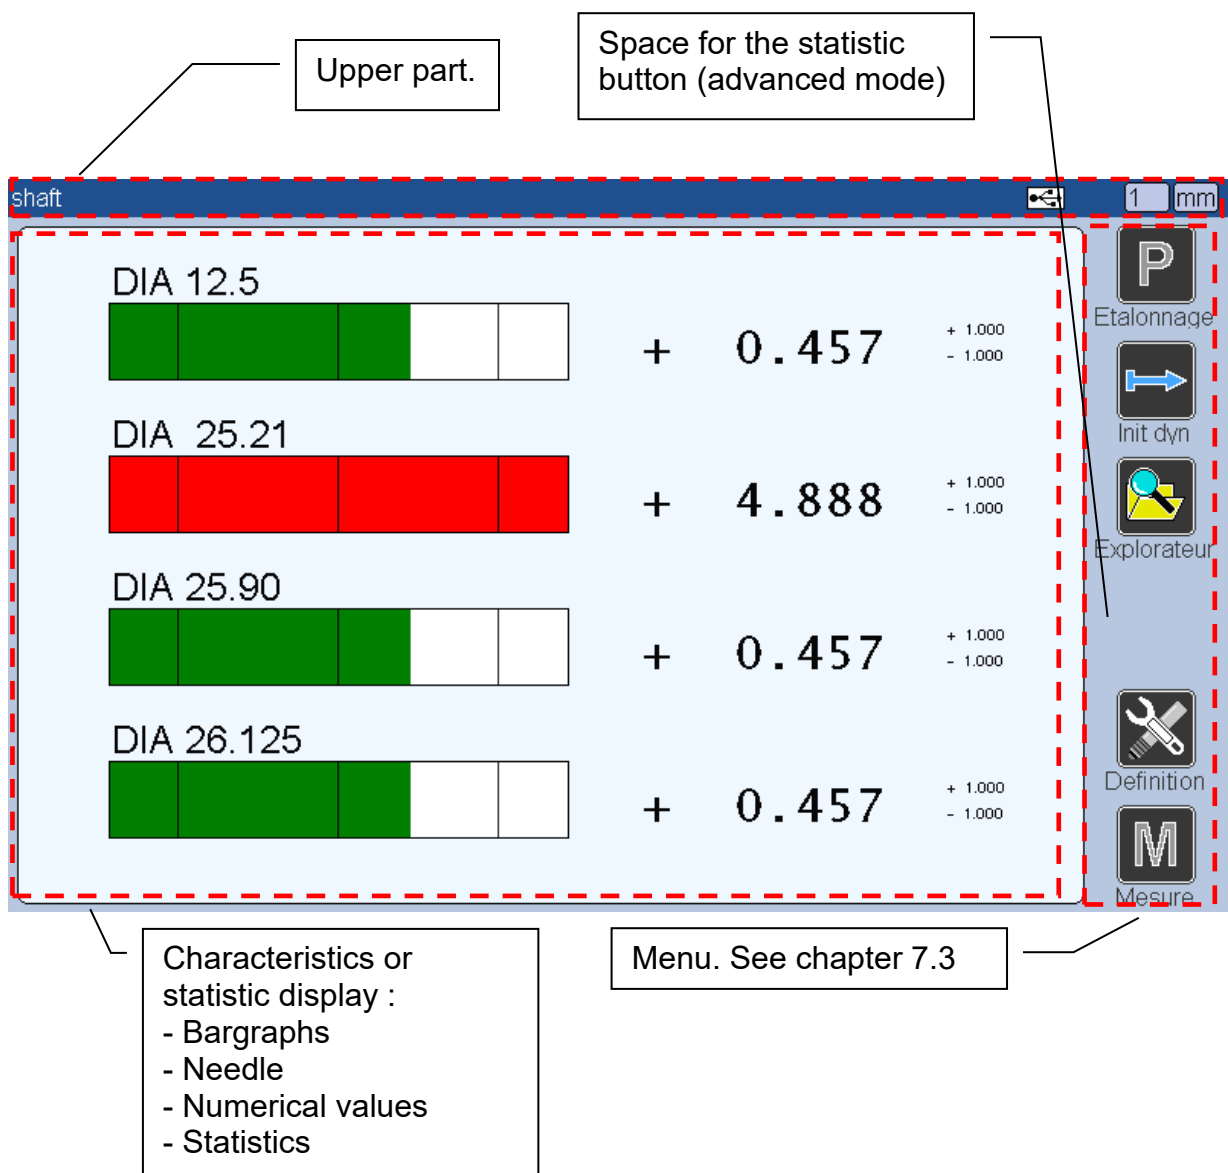 Upper part.
Space for the statistic
button (advanced mode)
shaft
1
mm
DIA 12.5
+ 0.457
+ 1.000
- 1.000
DIA  25.21
+ 4.888
+ 1.000
- 1.000
DIA 25.90
+ 0.457
+ 1.000
- 1.000
DIA 26.125
+ 0.457
+ 1.000
- 1.000
P
Etalonnage
Init dyn
Explorateur
Definition
M
Mesure
Characteristics or
statistic display :
- Bargraphs
- Needle
- Numerical values
- Statistics
Menu. See chapter 7.3